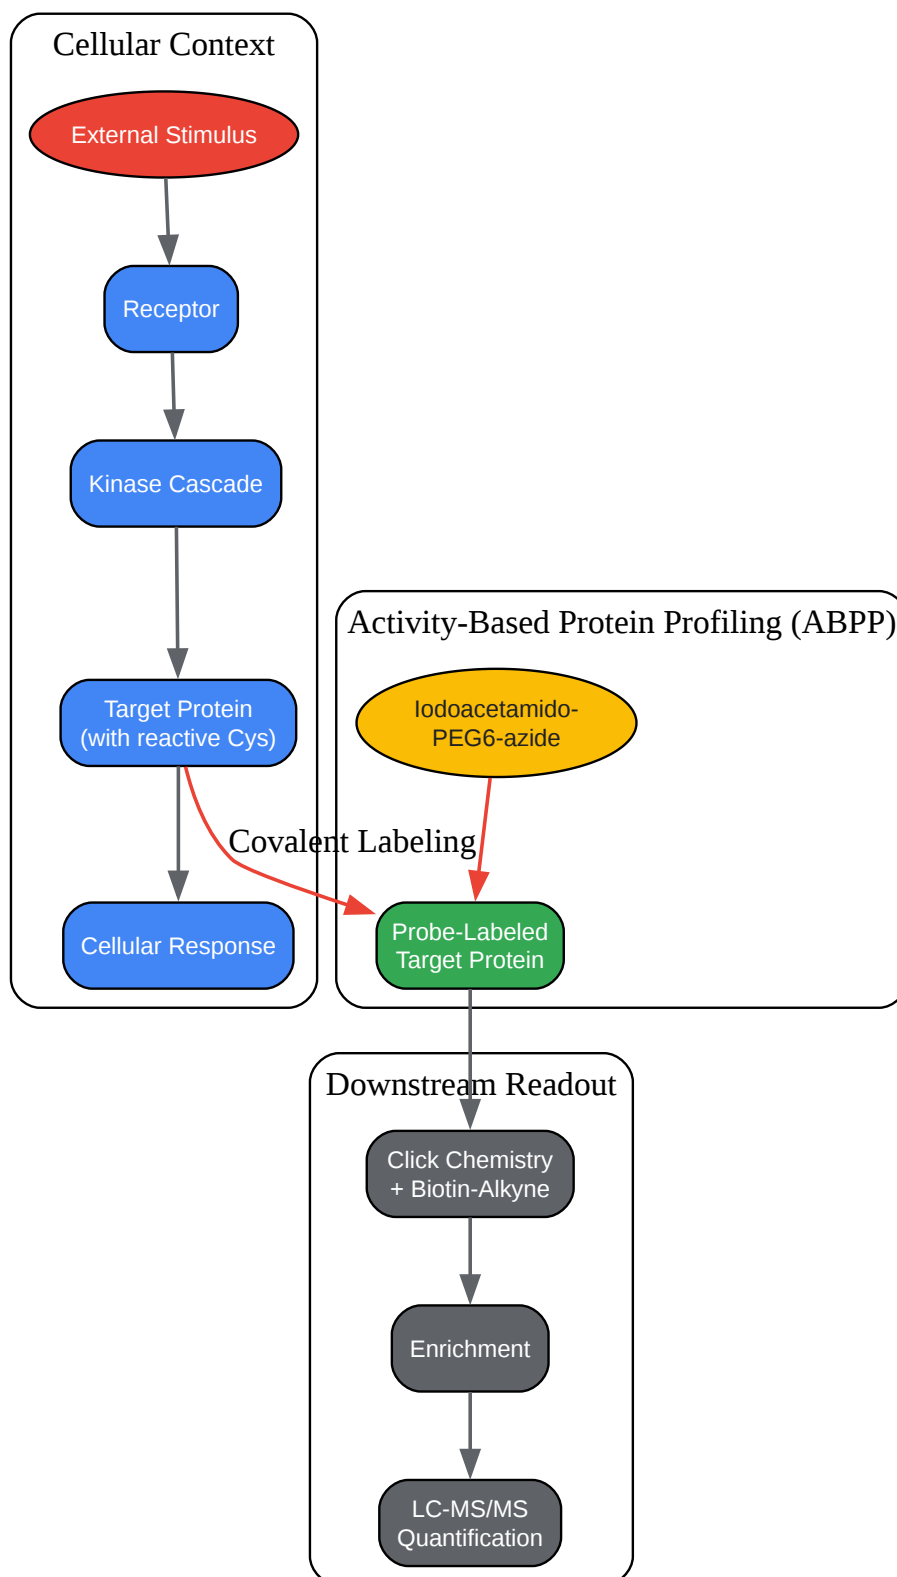 Cellular Context
External Stimulus
Receptor
Kinase Cascade
Target Protein
(with reactive Cys)
Cellular Response
Activity-Based Protein Profiling (ABPP)
Iodoacetamido-
PEG6-azide
Covalent Labeling
Probe-Labeled
Target Protein
Downstream Readout
Click Chemistry
+ Biotin-Alkyne
Enrichment
LC-MS/MS
Quantification